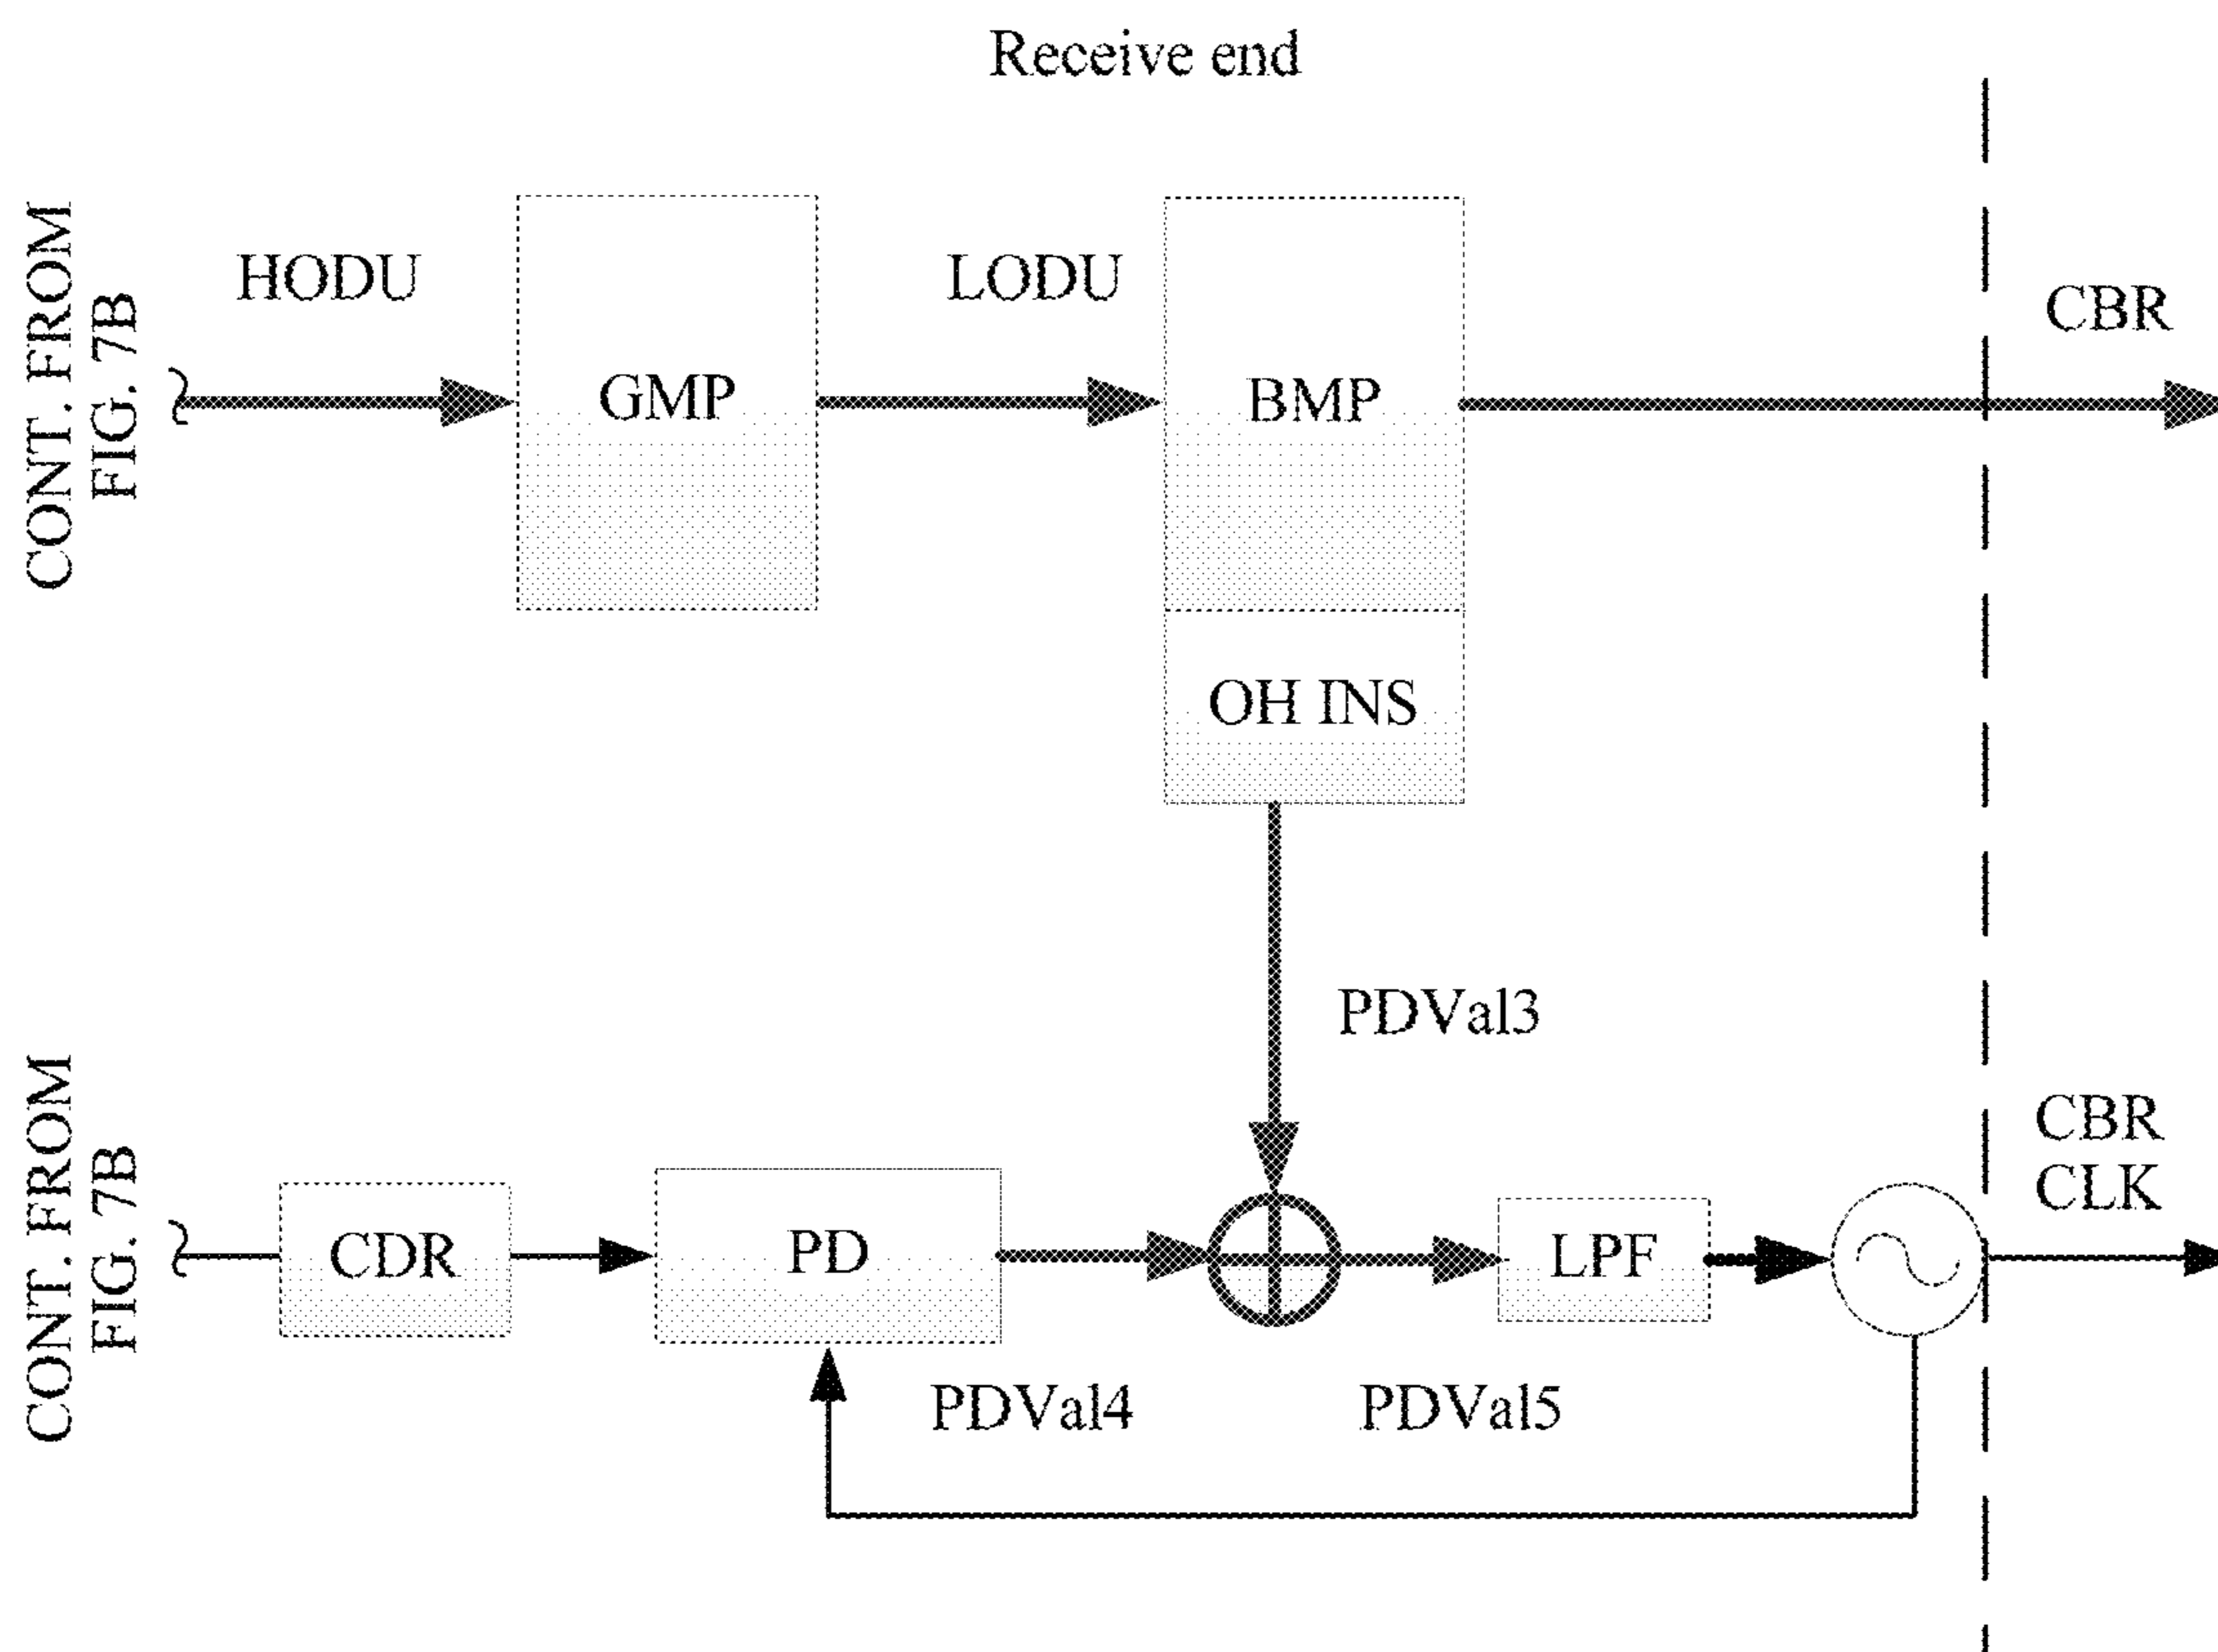 Receive end
CONT. FROM
FIG. 7B
HODU
GMP
LODU
BMP
CBR
OH INS
PDVal3
CONT. FROM
FIG. 7B
CDR
PD
LPF
CBR
CLK
PDVal4
PDVal5